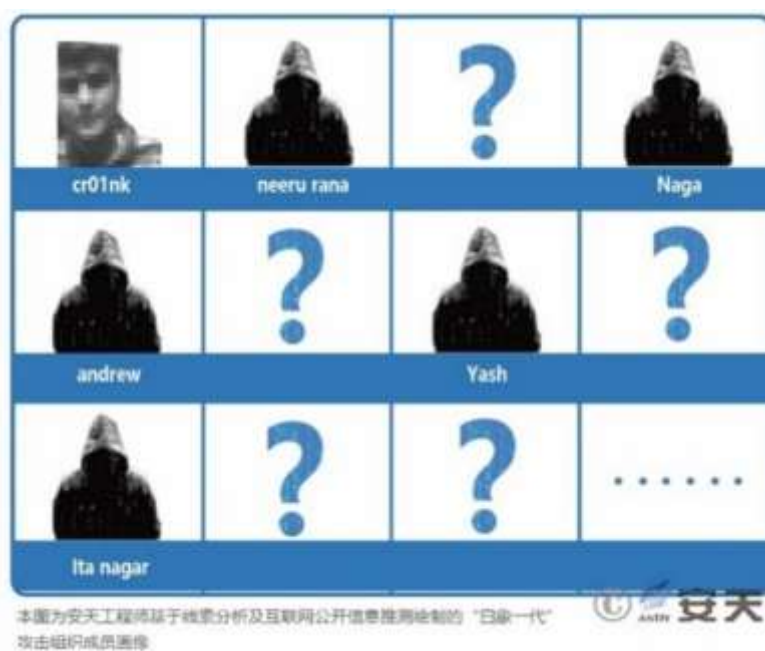 cr01nk
neeru rana
Naga
andrew
Yash
Ita nagar
本图为安天工程师基于线索分析及互联网公开信息推测绘制的“白象一代”
攻击组织成员画像
© ANTIY 安天